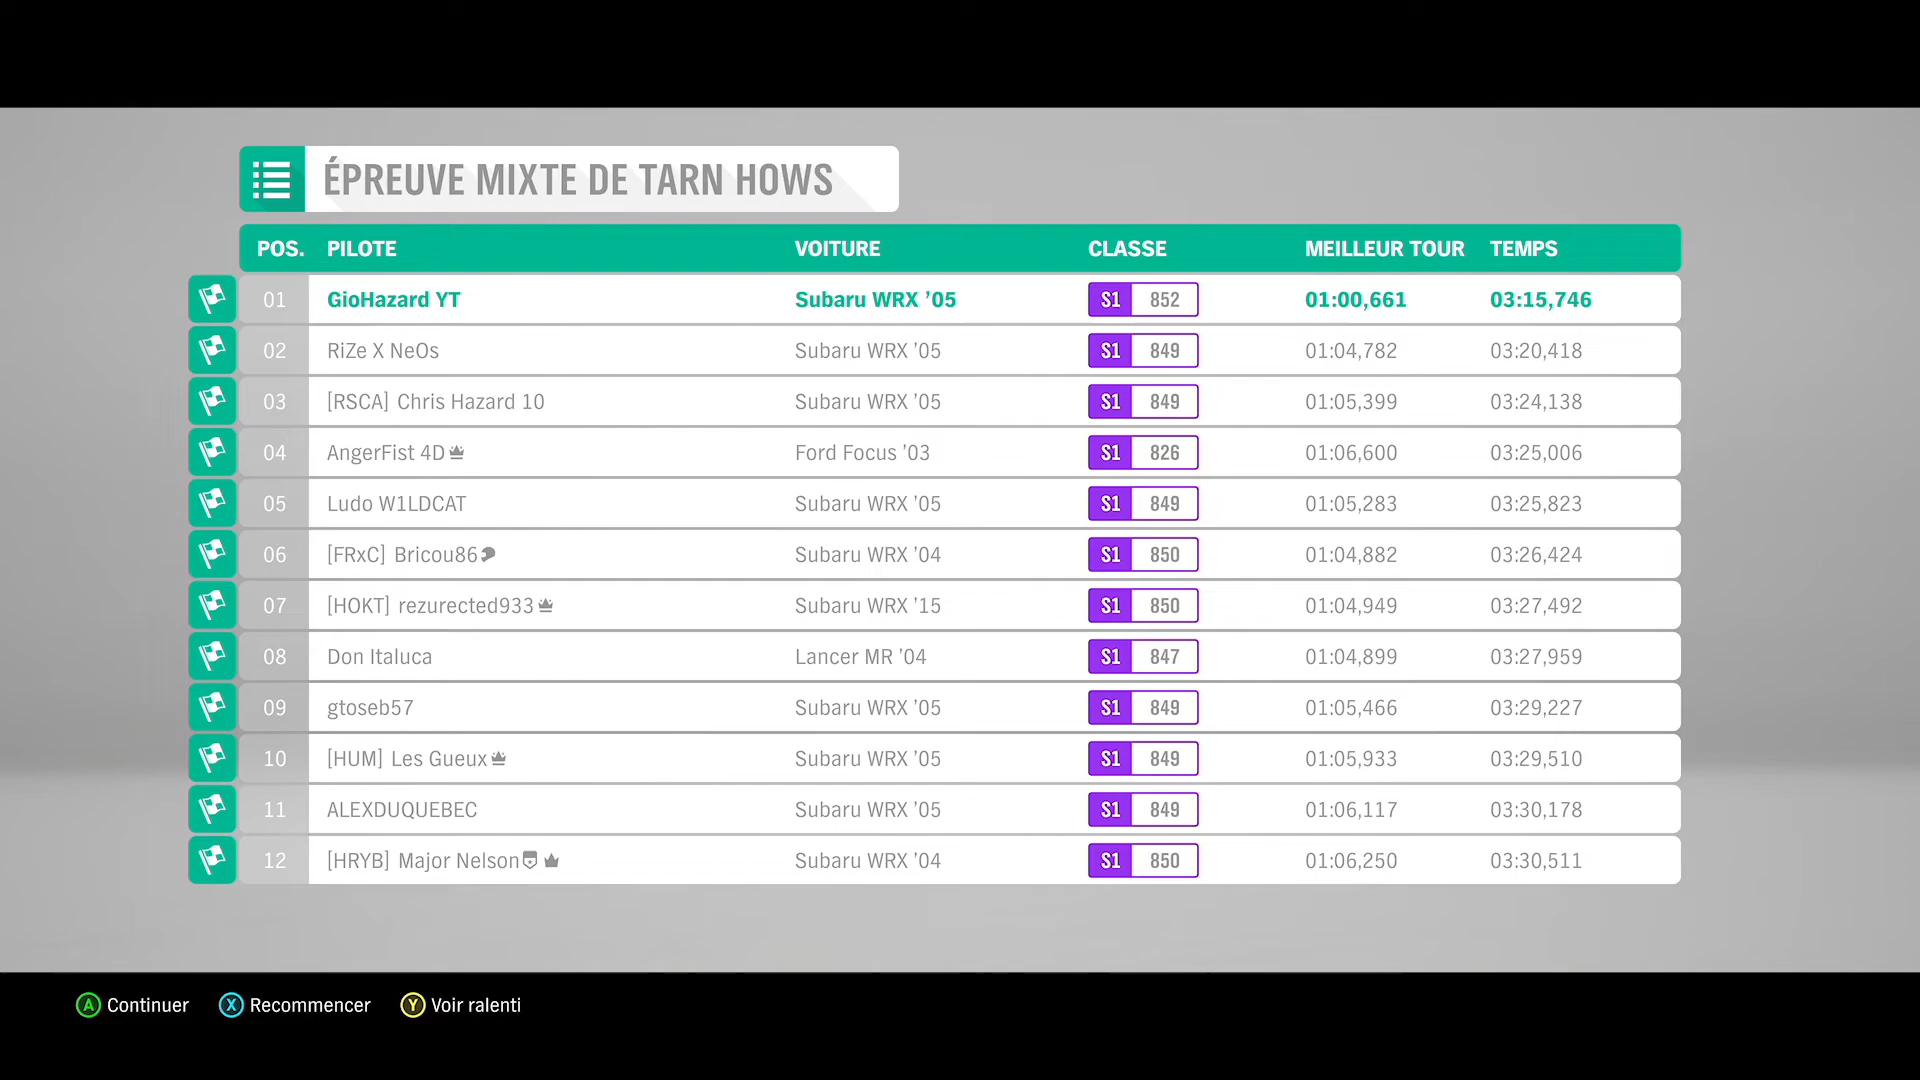 ÉPREUVE MIXTE DE TARN HOWS
POS. PILOTE VOITURE CLASSE MEILLEUR TOUR TEMPS
01 GioHazard YT Subaru WRX ’05 S1 852 01:00,661 03:15,746
02 RiZe X NeOs Subaru WRX ’05 S1 849 01:04,782 03:20,418
03 [RSCA] Chris Hazard 10 Subaru WRX ’05 S1 849 01:05,399 03:24,138
04 AngerFist 4D Ford Focus ’03 S1 826 01:06,600 03:25,006
05 Ludo W1LDCAT Subaru WRX ’05 S1 849 01:05,283 03:25,823
06 [FRxC] Bricou86 Subaru WRX ’04 S1 850 01:04,882 03:26,424
07 [HOKT] rezurected933 Subaru WRX ’15 S1 850 01:04,949 03:27,492
08 Don Italuca Lancer MR ’04 S1 847 01:04,899 03:27,959
09 gtoseb57 Subaru WRX ’05 S1 849 01:05,466 03:29,227
10 [HUM] Les Gueux Subaru WRX ’05 S1 849 01:05,933 03:29,510
11 ALEXDUQUEBEC Subaru WRX ’05 S1 849 01:06,117 03:30,178
12 [HRYB] Major Nelson Subaru WRX ’04 S1 850 01:06,250 03:30,511
A Continuer X Recommencer Y Voir ralenti